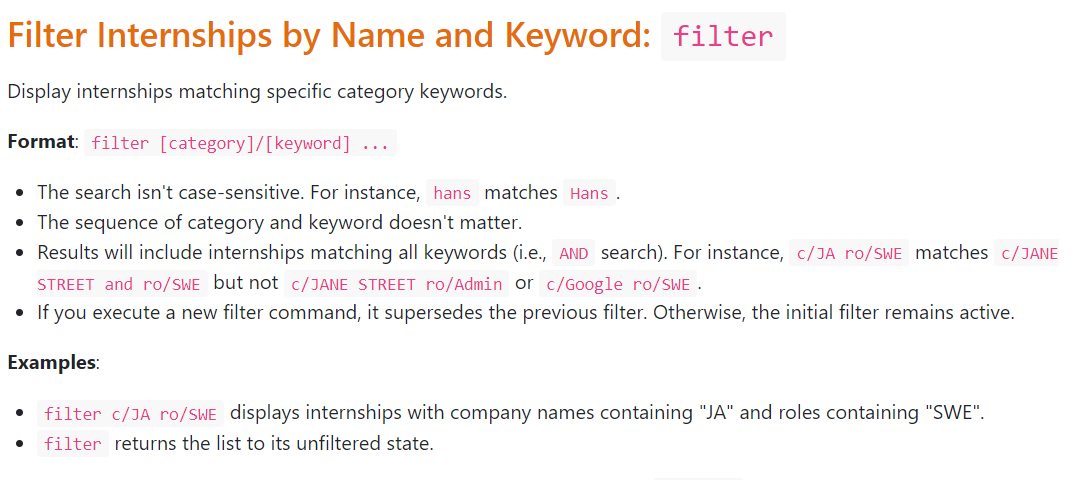 Filter Internships by Name and Keyword: filter
Display internships matching specific category keywords.
Format: filter [category]/[keyword] ...
• The search isn't case-sensitive. For instance, hans matches Hans.
• The sequence of category and keyword doesn't matter.
• Results will include internships matching all keywords (i.e., AND search). For instance, c/JA ro/SWE matches c/JANE
STREET and ro/SWE but not c/JANE STREET ro/Admin or c/Google ro/SWE.
• If you execute a new filter command, it supersedes the previous filter. Otherwise, the initial filter remains active.
Examples:
• filter c/JA ro/SWE displays internships with company names containing "JA" and roles containing "SWE".
• filter returns the list to its unfiltered state.